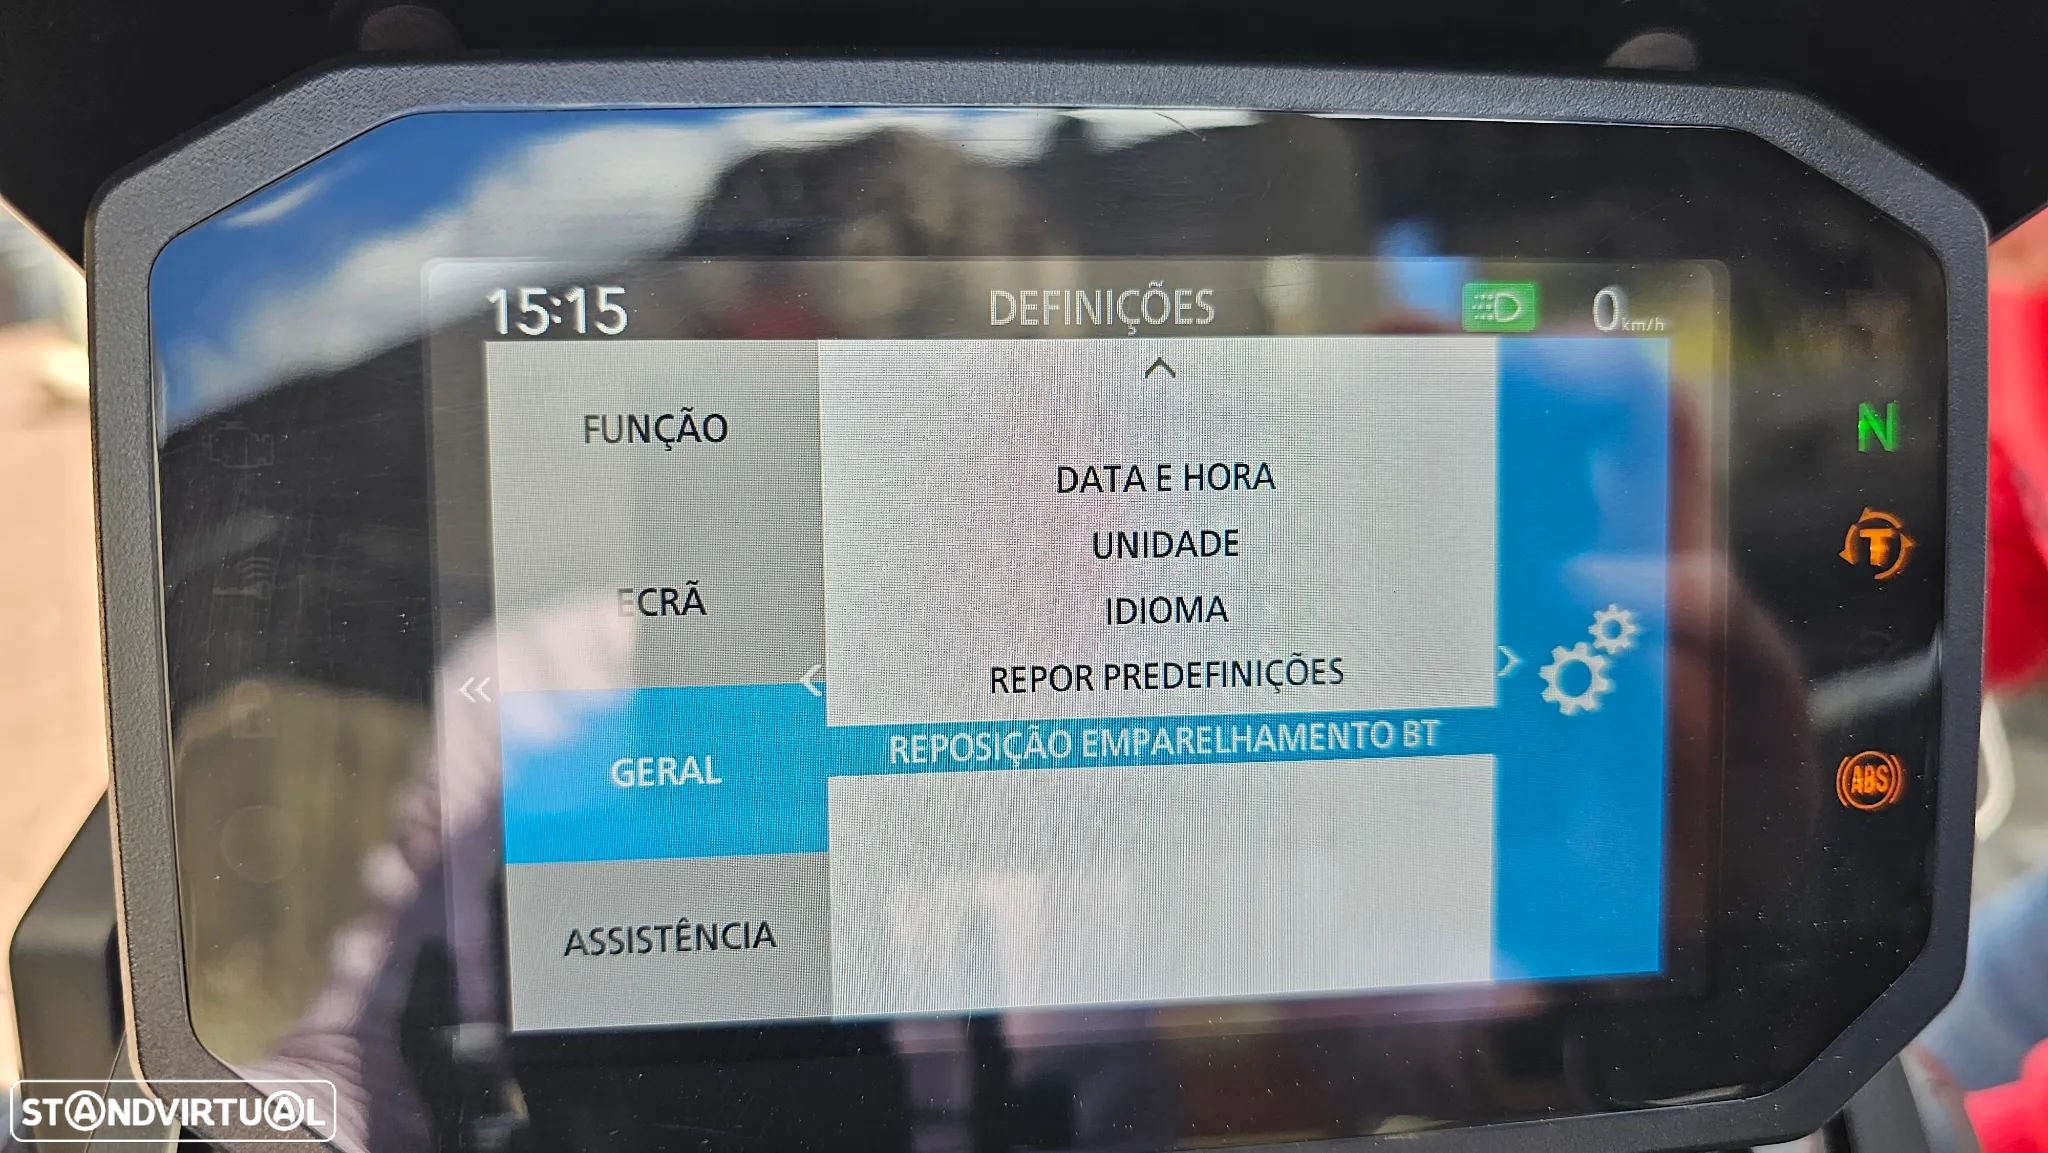 15:15
DEFINIÇÕES
0 km/h
FUNÇÃO
ECRÃ
GERAL
ASSISTÊNCIA
DATA E HORA
UNIDADE
IDIOMA
REPOR PREDEFINIÇÕES
REPOSIÇÃO EMPARELHAMENTO BT
N
T
ABS
STANDVIRTUAL